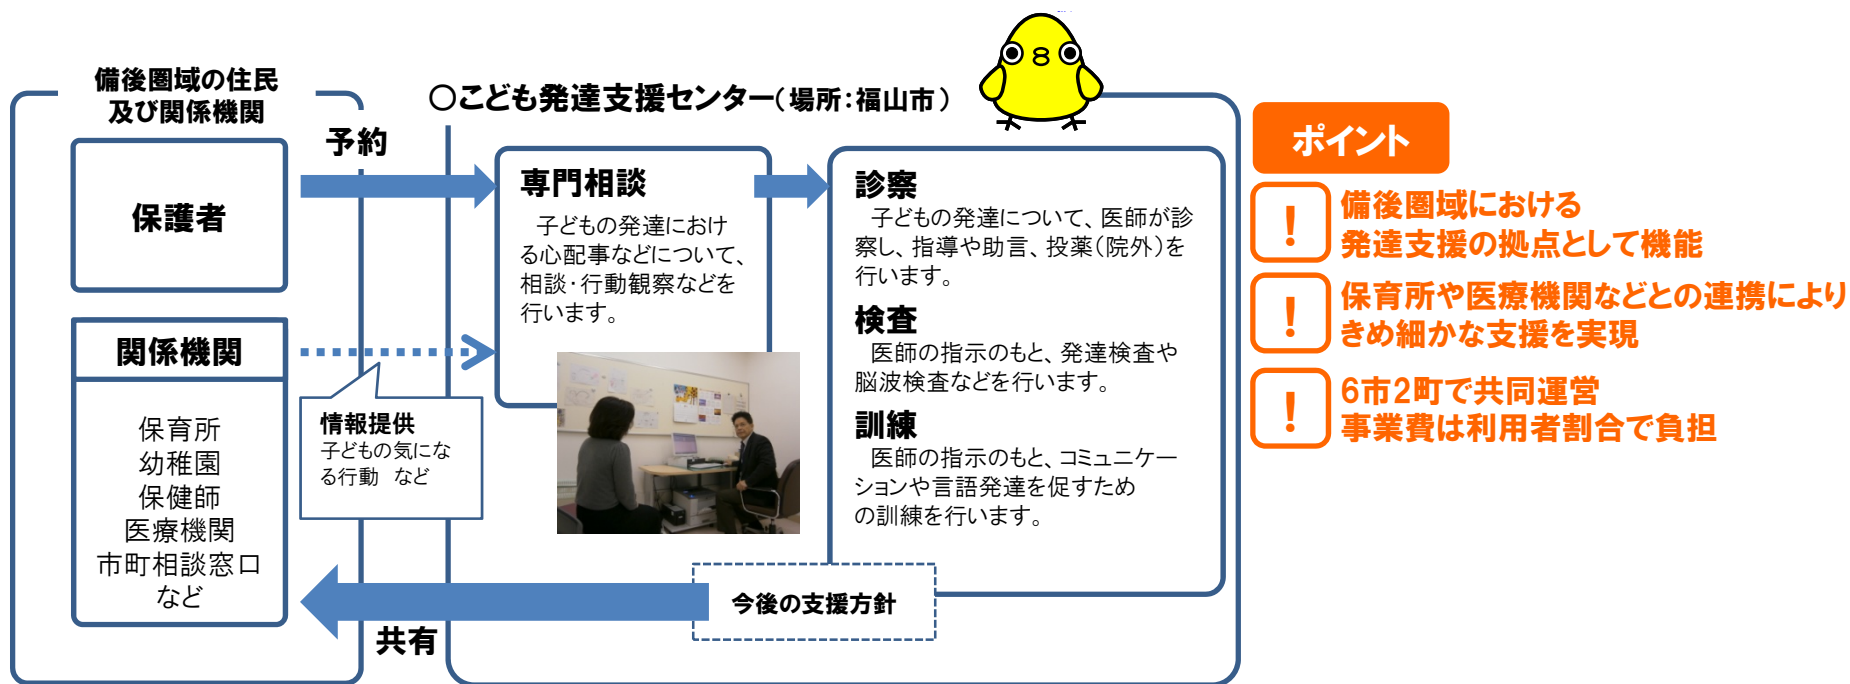 備後圏域の住民
及び関係機関
保護者
関係機関
保育所
幼稚園
保健師
医療機関
市町相談窓口
など
予約
情報提供
子どもの気にな
る行動　など
共有
○こども発達支援センター(場所:福山市)
専門相談
子どもの発達におけ
る心配事などについて、
相談・行動観察などを
行います。
診察
子どもの発達について、医師が診
察し、指導や助言、投薬(院外)を
行います。
検査
医師の指示のもと、発達検査や
脳波検査などを行います。
訓練
医師の指示のもと、コミュニケー
ションや言語発達を促すため
の訓練を行います。
今後の支援方針
ポイント
! 備後圏域における
発達支援の拠点として機能
! 保育所や医療機関などとの連携により
きめ細かな支援を実現
! 6市2町で共同運営
事業費は利用者割合で負担